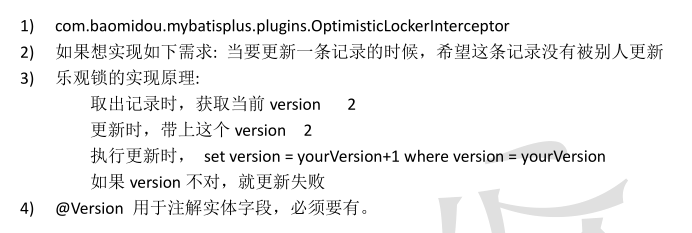 1) com.baomidou.mybatisplus.plugins.OptimisticLockerInterceptor
2) 如果想实现如下需求: 当要更新一条记录的时候，希望这条记录没有被别人更新
3) 乐观锁的实现原理:
取出记录时，获取当前 version 2
更新时，带上这个 version 2
执行更新时， set version = yourVersion+1 where version = yourVersion
如果 version 不对，就更新失败
4) @Version 用于注解实体字段，必须要有。